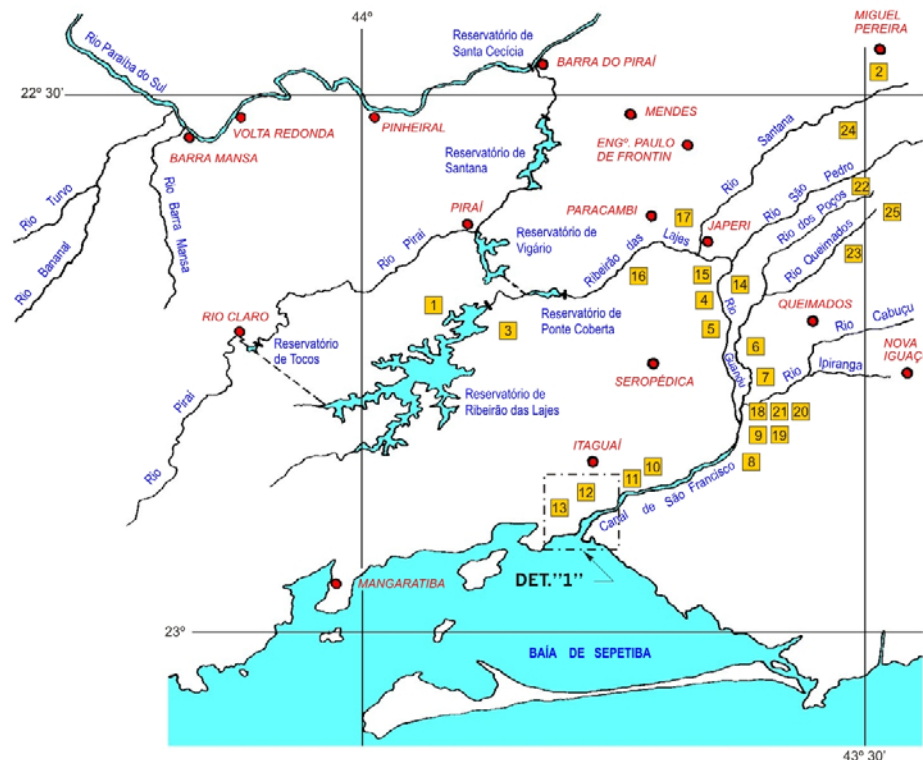 44º
MIGUEL
PEREIRA
2
Reservatório de
Santa Cecícia
BARRA DO PIRAÍ
Rio Paraíba do Sul
22º 30'
VOLTA REDONDA
PINHEIRAL
MENDES
BARRA MANSA
ENGº. PAULO
DE FRONTIN
24
Rio Santana
Reservatório de
Santana
Rio São Pedro
22
Rio Turvo
Rio Bananal
Rio Barra Mansa
PIRAÍ
PARACAMBI
17
JAPERI
Rio dos Poços
25
Rio Piraí
Reservatório de
Vigário
Ribeirão das Lajes
Rio Queimados
23
16
15
14
1
4
RIO CLARO
3
Reservatório de
Ponte Coberta
5
QUEIMADOS
Rio Cabuçu
Reservatório
de Tocos
6
Rio Guandu
NOVA
IGUAÇ
SEROPÉDICA
7
Rio Ipiranga
Rio Piraí
Reservatório de
Ribeirão das Lajes
18
21
20
9
19
ITAGUAÍ
8
10
11
12
13
Canal de São Francisco
DET."1"
MANGARATIBA
23º
BAÍA DE SEPETIBA
43º 30'